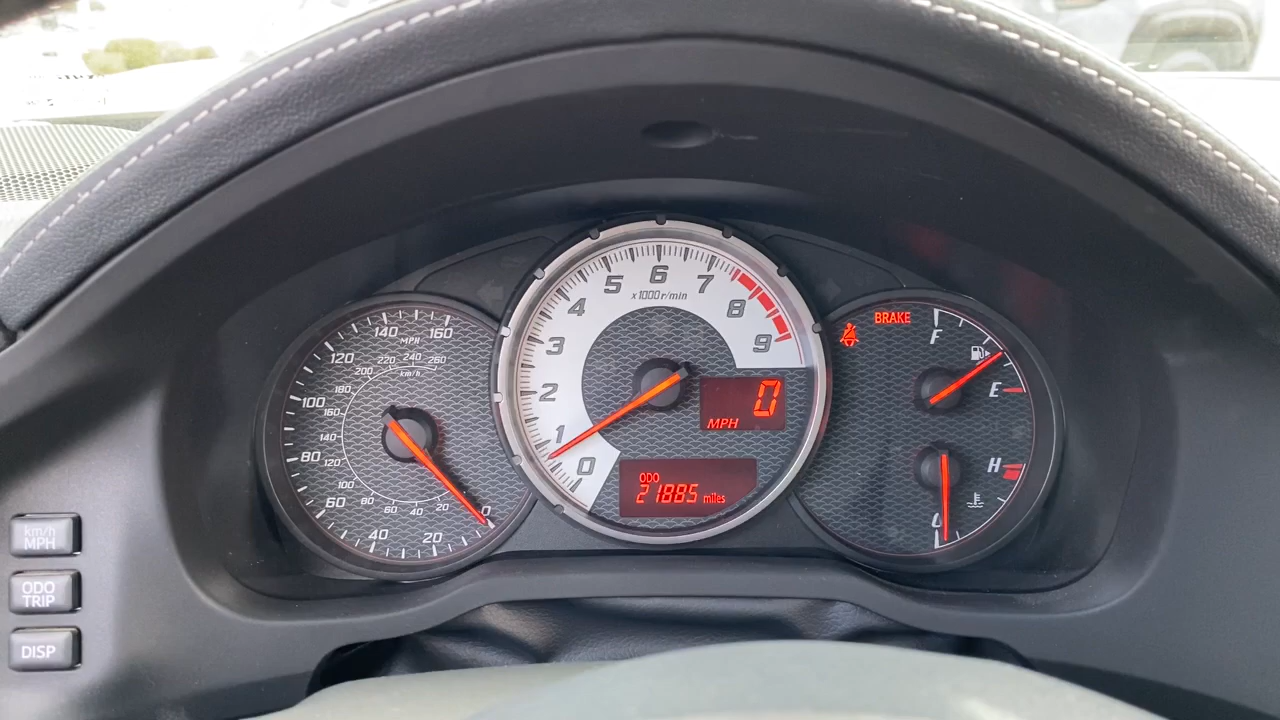 140 160
MPH
120
220 240 260
200
km/h
180
100
160
140
80
120
100
60
80
60 40 20
0
40
20
6
5
7
x1000r/min
4
8
3
9
2
1
0
0
MPH
ODO
21885 miles
BRAKE
F
E
H
C
km/h
MPH
ODO
TRIP
DISP